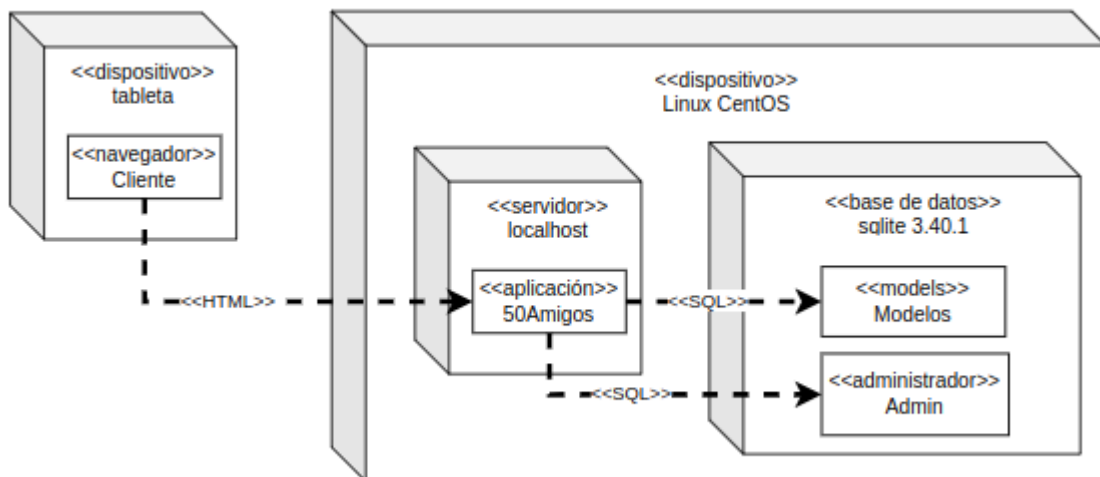 <<dispositivo>>
tableta
<<navegador>>
Cliente
<<HTML>>
<<dispositivo>>
Linux CentOS
<<servidor>>
localhost
<<aplicación>>
50Amigos
<<SQL>>
<<SQL>>
<<base de datos>>
sqlite 3.40.1
<<models>>
Modelos
<<administrador>>
Admin